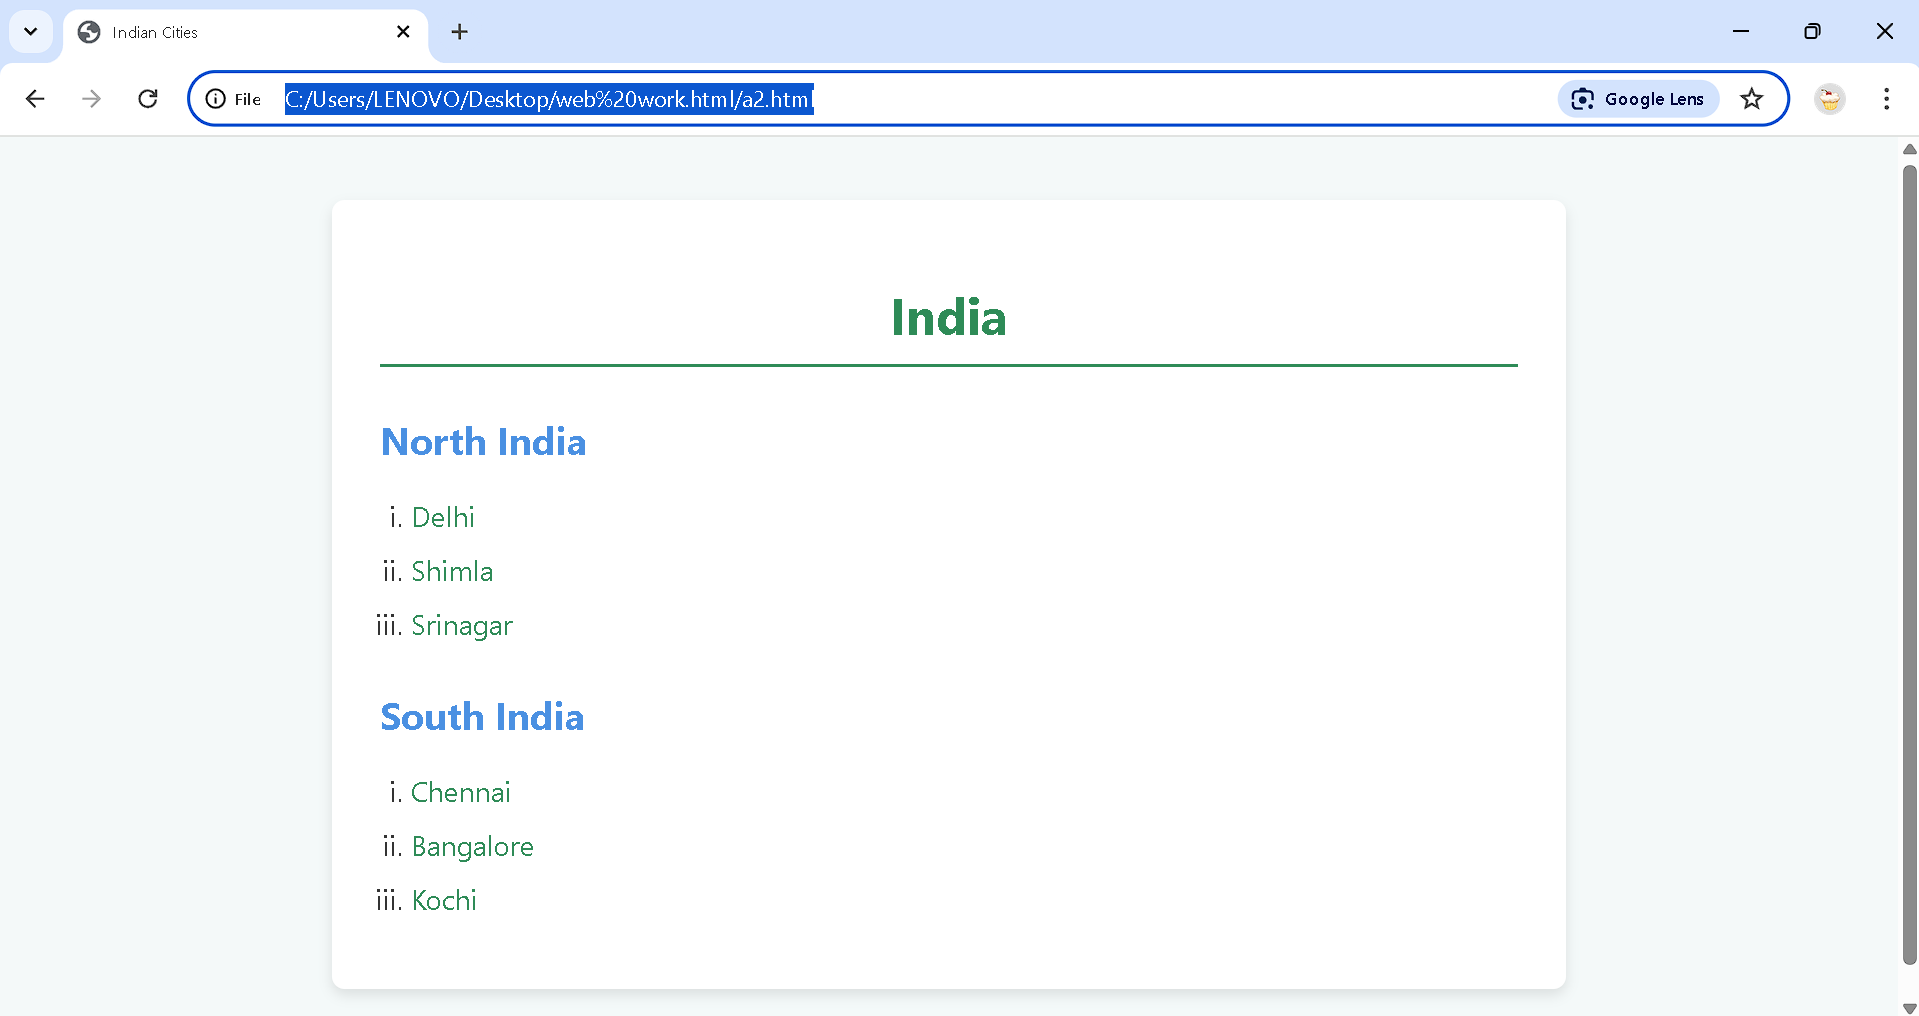 Indian Cities
File C:/Users/LENOVO/Desktop/web%20work.html/a2.html Google Lens
India
North India
i. Delhi
ii. Shimla
iii. Srinagar
South India
i. Chennai
ii. Bangalore
iii. Kochi